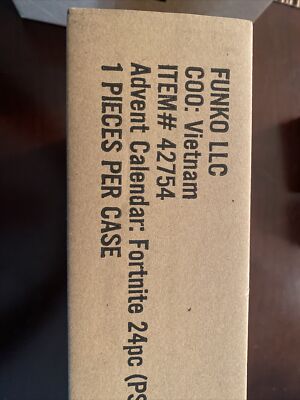 FUNKO LLC
COO: Vietnam
ITEM# 42754
Advent Calendar: Fortnite 24pc (PS
1 PIECES PER CASE